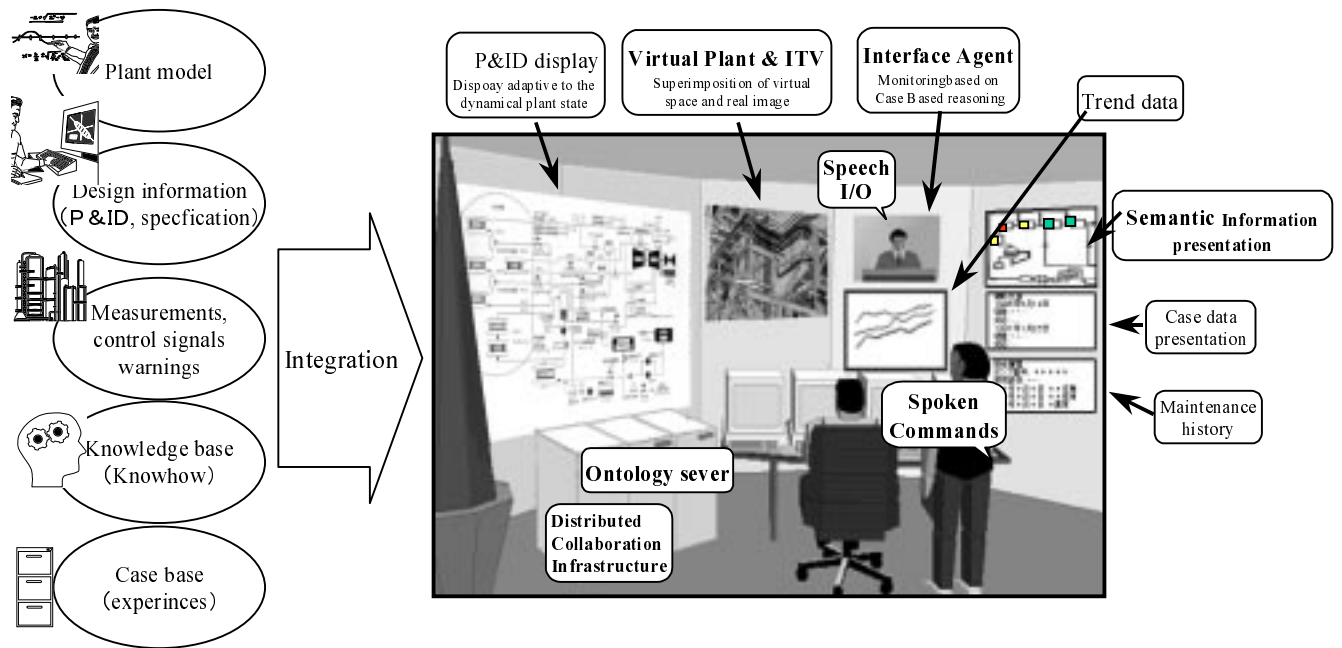 Plant model
Design information
(P &ID, specfication)
Measurements,
control signals
warnings
Knowledge base
(Knowhow)
Case base
(experinces)
Integration
P&ID display
Dispoay adaptive to the
dynamical plant state
Virtual Plant & ITV
Superimposition of virtual
space and real image
Interface Agent
Monitoringbased on
Case Based reasoning
Trend data
Speech
I/O
Semantic Information
presentation
Case data
presentation
Maintenance
history
Spoken
Commands
Ontology sever
Distributed
Collaboration
Infrastructure